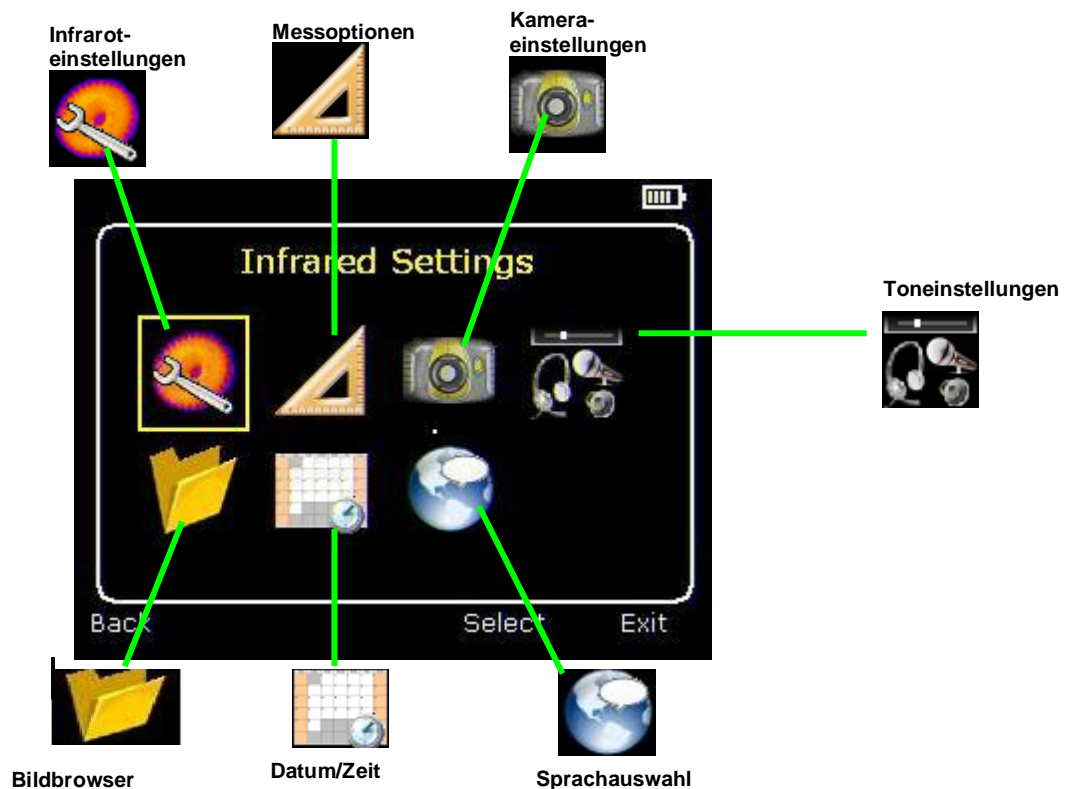 Infrarot-
einstellungen
Messoptionen
Kamera-
einstellungen
Infrared Settings
Toneinstellungen
Back
Select
Exit
Bildbrowser
Datum/Zeit
Sprachauswahl